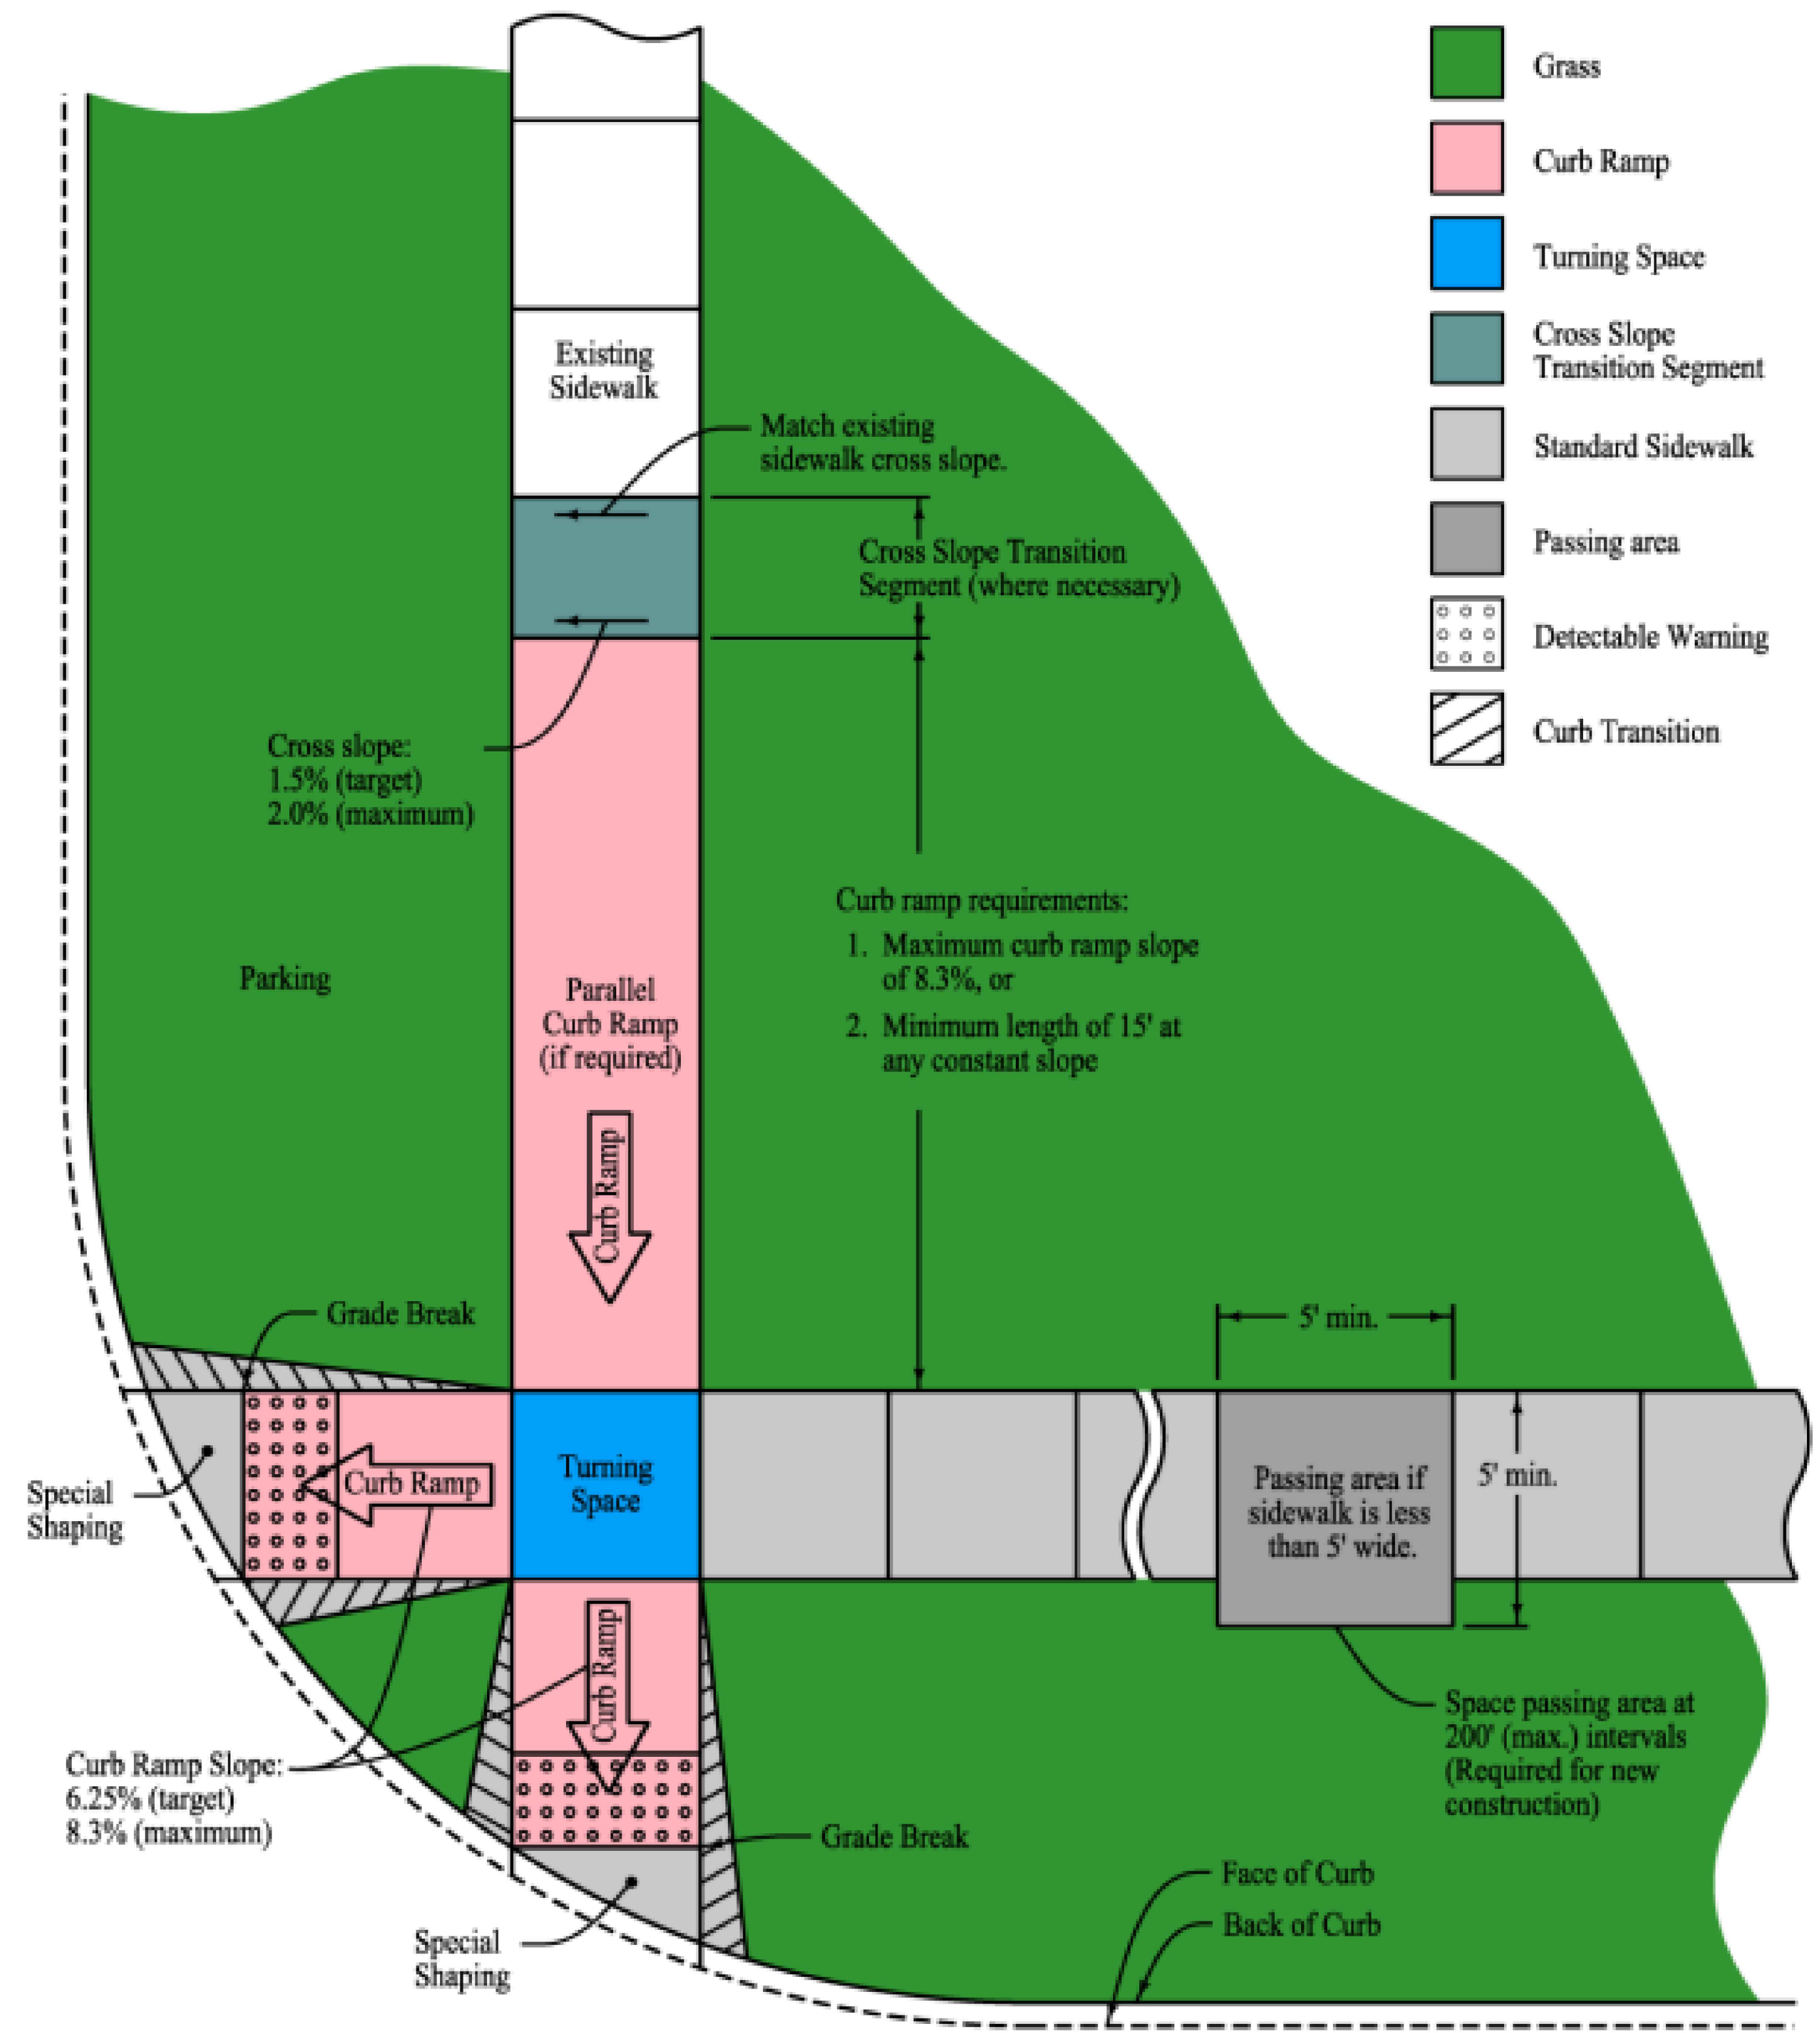 Grass
Curb Ramp
Turning Space
Cross Slope
Transition Segment
Standard Sidewalk
Passing area
Detectable Warning
Curb Transition
Existing
Sidewalk
Match existing
sidewalk cross slope.
Cross Slope Transition
Segment (where necessary)
Cross slope:
1.5% (target)
2.0% (maximum)
Curb ramp requirements:
1. Maximum curb ramp slope
of 8.3%, or
2. Minimum length of 15' at
any constant slope
Parking
Parallel
Curb Ramp
(if required)
Curb Ramp
Grade Break
5' min.
Special
Shaping
Curb Ramp
Turning
Space
Passing area if
sidewalk is less
than 5' wide.
5' min.
Curb Ramp
Curb Ramp Slope:
6.25% (target)
8.3% (maximum)
Space passing area at
200' (max.) intervals
(Required for new
construction)
Grade Break
Face of Curb
Back of Curb
Special
Shaping